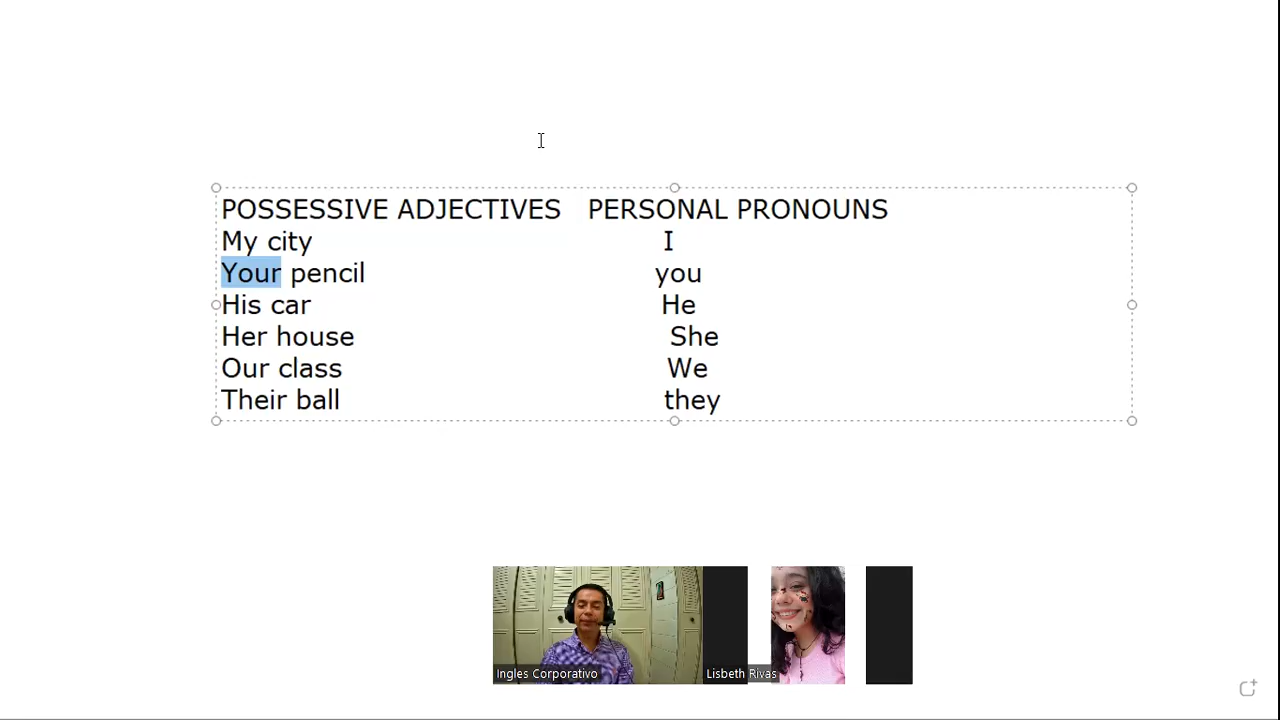 POSSESSIVE ADJECTIVES PERSONAL PRONOUNS
My city I
Your pencil you
His car He
Her house She
Our class We
Their ball they
Ingles Corporativo
Lisbeth Rivas